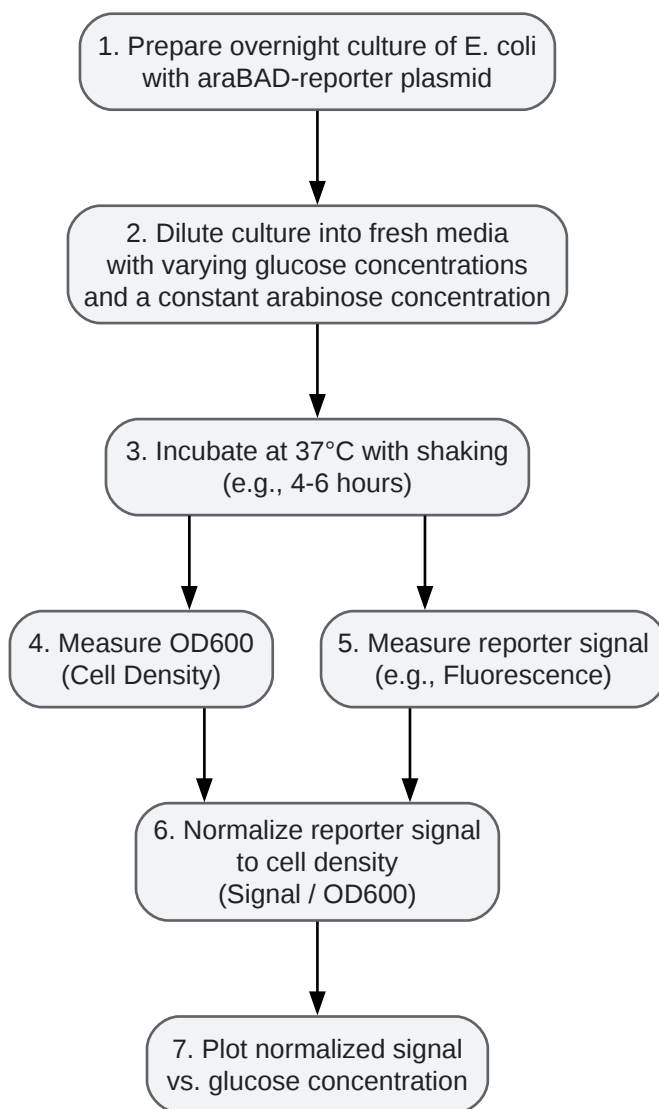 1. Prepare overnight culture of E. coli
with araBAD-reporter plasmid
2. Dilute culture into fresh media
with varying glucose concentrations
and a constant arabinose concentration
3. Incubate at 37°C with shaking
(e.g., 4-6 hours)
4. Measure OD600
(Cell Density)
5. Measure reporter signal
(e.g., Fluorescence)
6. Normalize reporter signal
to cell density
(Signal / OD600)
7. Plot normalized signal
vs. glucose concentration